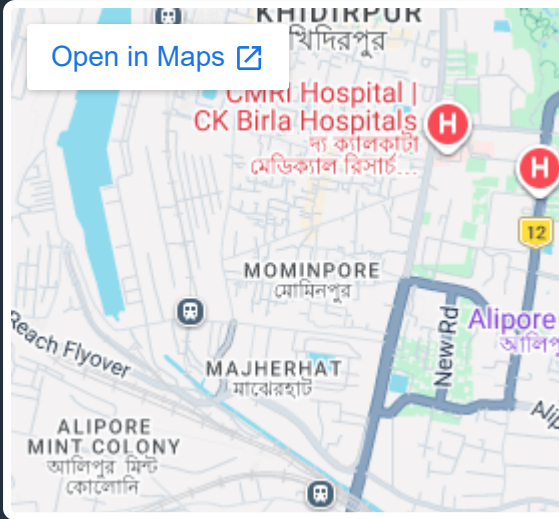 KHIDIRPUR
খিদিরপুর
Open in Maps
CMRI Hospital |
CK Birla Hospitals
দ্য ক্যালকাটা
মেডিক্যাল রিসার্চ...
H
H
12
MOMINPORE
মোমিনপুর
New Rd
Alipore
আলিপ
Reach Flyover
MAJHERHAT
মাঝেরহাট
ALIPORE
MINT COLONY
আলিপুর মিন্ট
কোলোনি
Alip